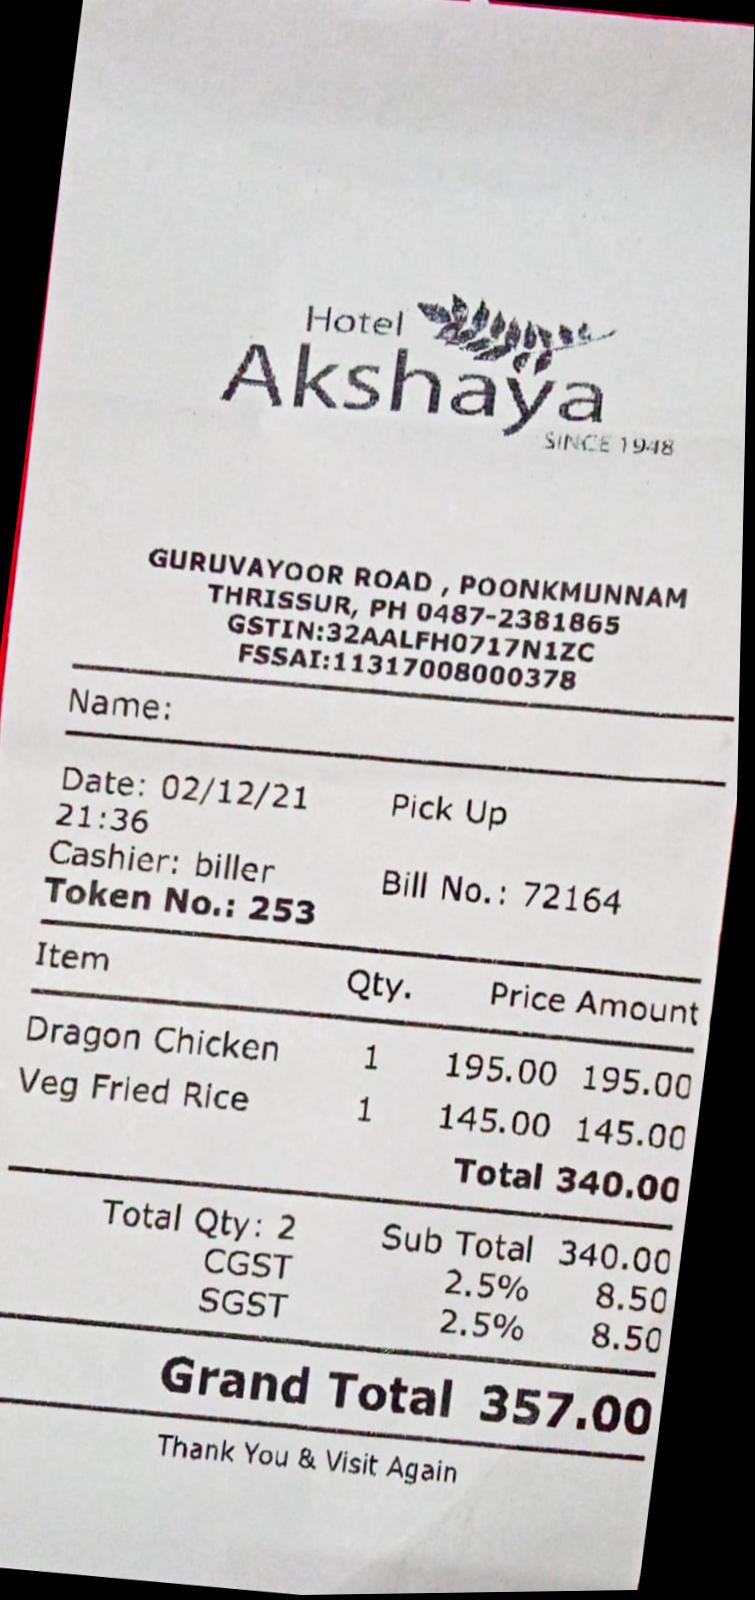 Hotel
Akshaya
SINCE 1948
GURUVAYOOR ROAD , POONKMUNNAM
THRISSUR, PH 0487-2381865
GSTIN:32AALFH0717N1ZC
FSSAI:11317008000378
Name:
Date: 02/12/21 Pick Up
21:36
Cashier: biller Bill No.: 72164
Token No.: 253
Item Qty. Price Amount
Dragon Chicken 1 195.00 195.00
Veg Fried Rice 1 145.00 145.00
Total 340.00
Total Qty: 2 Sub Total 340.00
CGST 2.5% 8.50
SGST 2.5% 8.50
Grand Total 357.00
Thank You & Visit Again